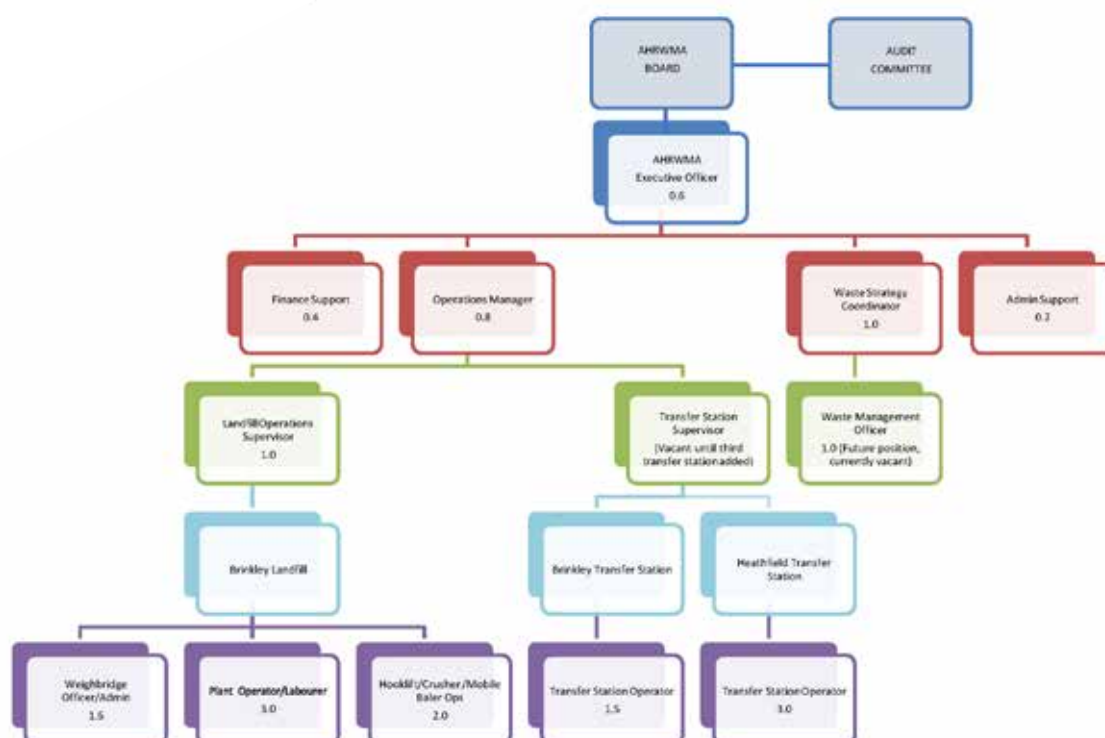 AHRWMA
BOARD
AUDIT
COMMITTEE
AHRWMA
Executive Officer
0.6
Finance Support
0.4
Operations Manager
0.8
Waste Strategy
Coordinator
1.0
Admin Support
0.2
Landfill Operations
Supervisor
1.0
Transfer Station
Supervisor
(Vacant until third
transfer station added)
Waste Management
Officer
1.0 (Future position,
currently vacant)
Brinkley Landfill
Brinkley Transfer Station
Heathfield Transfer
Station
Weighbridge
Officer/Admin
1.5
Plant Operator/Labourer
3.0
Hooklift/Crusher/Mobile
Baler Ops
2.0
Transfer Station Operator
1.5
Transfer Station Operator
3.0